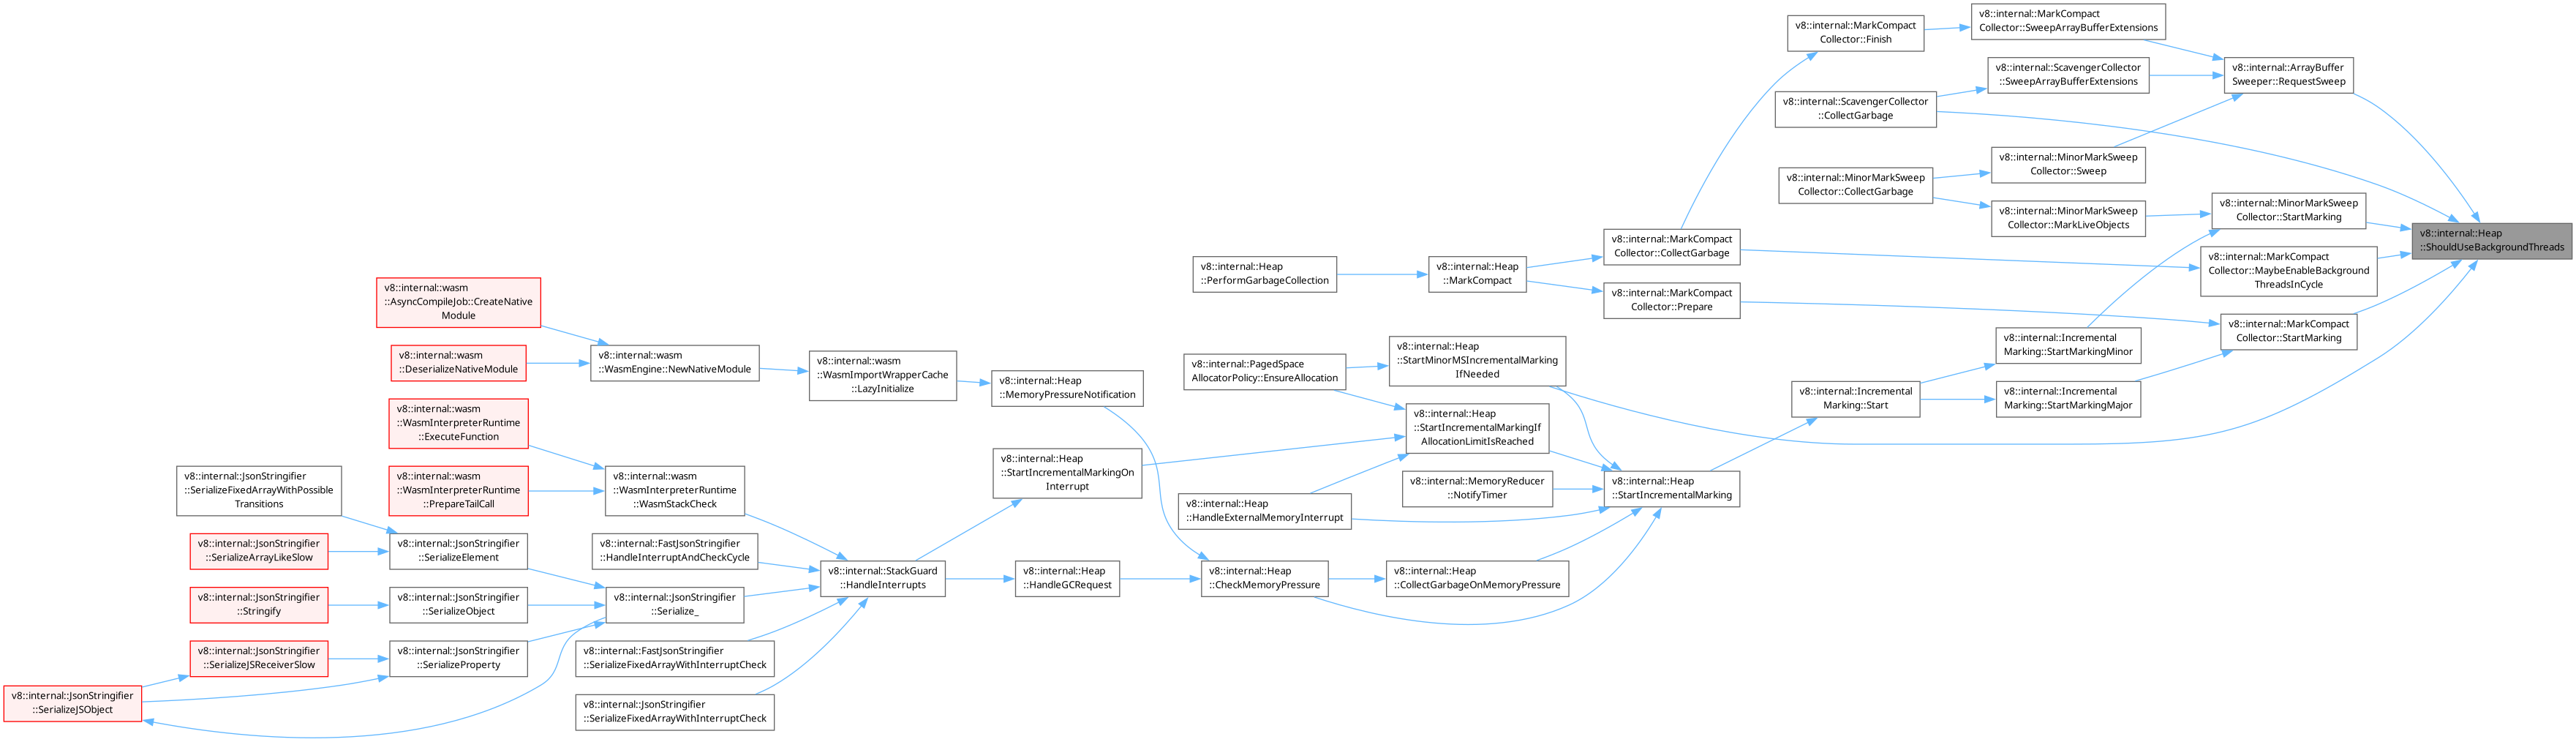 v8::internal::MarkCompact
Collector::SweepArrayBufferExtensions
v8::internal::MarkCompact
Collector::Finish
v8::internal::ScavengerCollector
::SweepArrayBufferExtensions
v8::internal::ArrayBuffer
Sweeper::RequestSweep
v8::internal::ScavengerCollector
::CollectGarbage
v8::internal::MinorMarkSweep
Collector::Sweep
v8::internal::MinorMarkSweep
Collector::CollectGarbage
v8::internal::MinorMarkSweep
Collector::MarkLiveObjects
v8::internal::MinorMarkSweep
Collector::StartMarking
v8::internal::Heap
::ShouldUseBackgroundThreads
v8::internal::MarkCompact
Collector::CollectGarbage
v8::internal::MarkCompact
Collector::MaybeEnableBackground
ThreadsInCycle
v8::internal::Heap
::PerformGarbageCollection
v8::internal::Heap
::MarkCompact
v8::internal::MarkCompact
Collector::Prepare
v8::internal::MarkCompact
Collector::StartMarking
v8::internal::wasm
::AsyncCompileJob::CreateNative
Module
v8::internal::wasm
::DeserializeNativeModule
v8::internal::wasm
::WasmEngine::NewNativeModule
v8::internal::wasm
::WasmImportWrapperCache
::LazyInitialize
v8::internal::Heap
::MemoryPressureNotification
v8::internal::PagedSpace
AllocatorPolicy::EnsureAllocation
v8::internal::Heap
::StartMinorMSIncrementalMarking
IfNeeded
v8::internal::Incremental
Marking::StartMarkingMinor
v8::internal::Incremental
Marking::Start
v8::internal::Incremental
Marking::StartMarkingMajor
v8::internal::wasm
::WasmInterpreterRuntime
::ExecuteFunction
v8::internal::Heap
::StartIncrementalMarkingIf
AllocationLimitIsReached
v8::internal::Heap
::StartIncrementalMarkingOn
Interrupt
v8::internal::JsonStringifier
::SerializeFixedArrayWithPossible
Transitions
v8::internal::wasm
::WasmInterpreterRuntime
::PrepareTailCall
v8::internal::wasm
::WasmInterpreterRuntime
::WasmStackCheck
v8::internal::MemoryReducer
::NotifyTimer
v8::internal::Heap
::StartIncrementalMarking
v8::internal::Heap
::HandleExternalMemoryInterrupt
v8::internal::JsonStringifier
::SerializeArrayLikeSlow
v8::internal::JsonStringifier
::SerializeElement
v8::internal::FastJsonStringifier
::HandleInterruptAndCheckCycle
v8::internal::StackGuard
::HandleInterrupts
v8::internal::Heap
::HandleGCRequest
v8::internal::Heap
::CheckMemoryPressure
v8::internal::Heap
::CollectGarbageOnMemoryPressure
v8::internal::JsonStringifier
::Stringify
v8::internal::JsonStringifier
::SerializeObject
v8::internal::JsonStringifier
::Serialize_
v8::internal::JsonStringifier
::SerializeJSReceiverSlow
v8::internal::JsonStringifier
::SerializeProperty
v8::internal::FastJsonStringifier
::SerializeFixedArrayWithInterruptCheck
v8::internal::JsonStringifier
::SerializeJSObject
v8::internal::JsonStringifier
::SerializeFixedArrayWithInterruptCheck